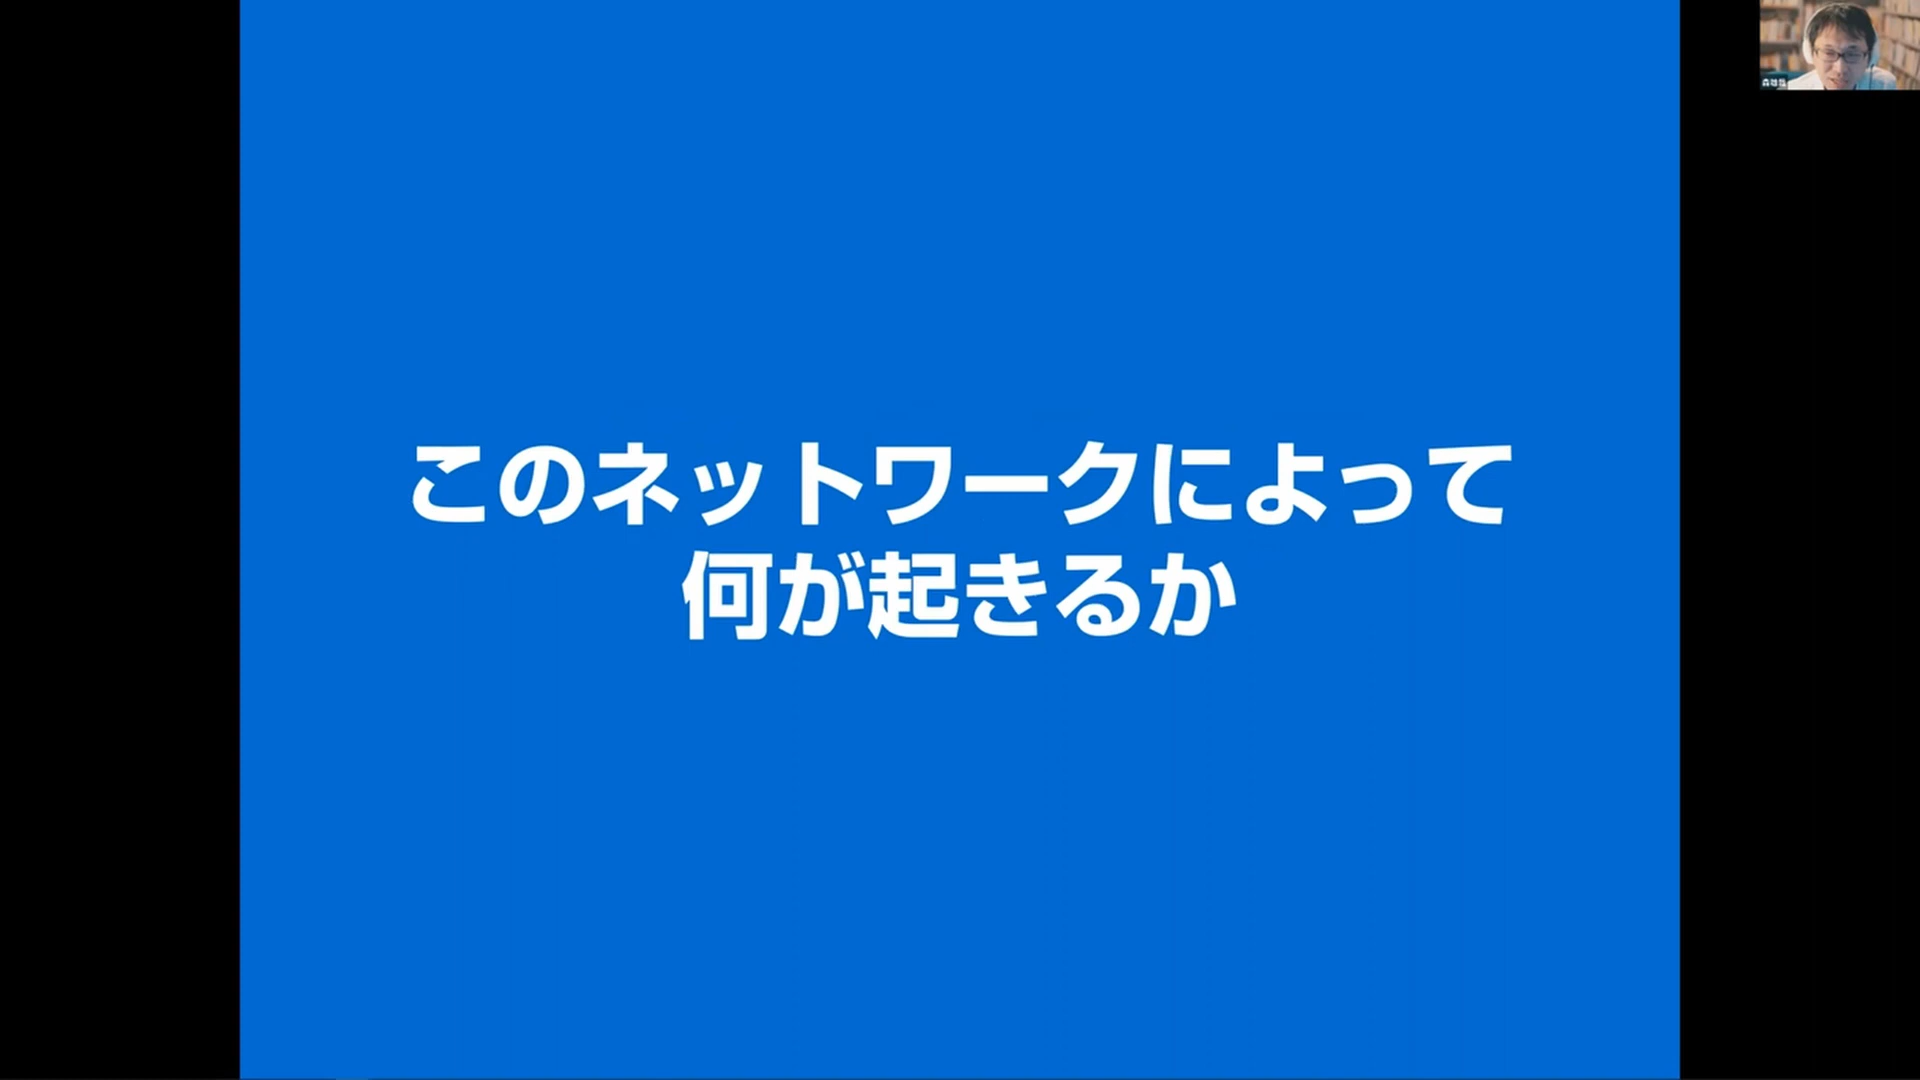 このネットワークによって
何が起きるか